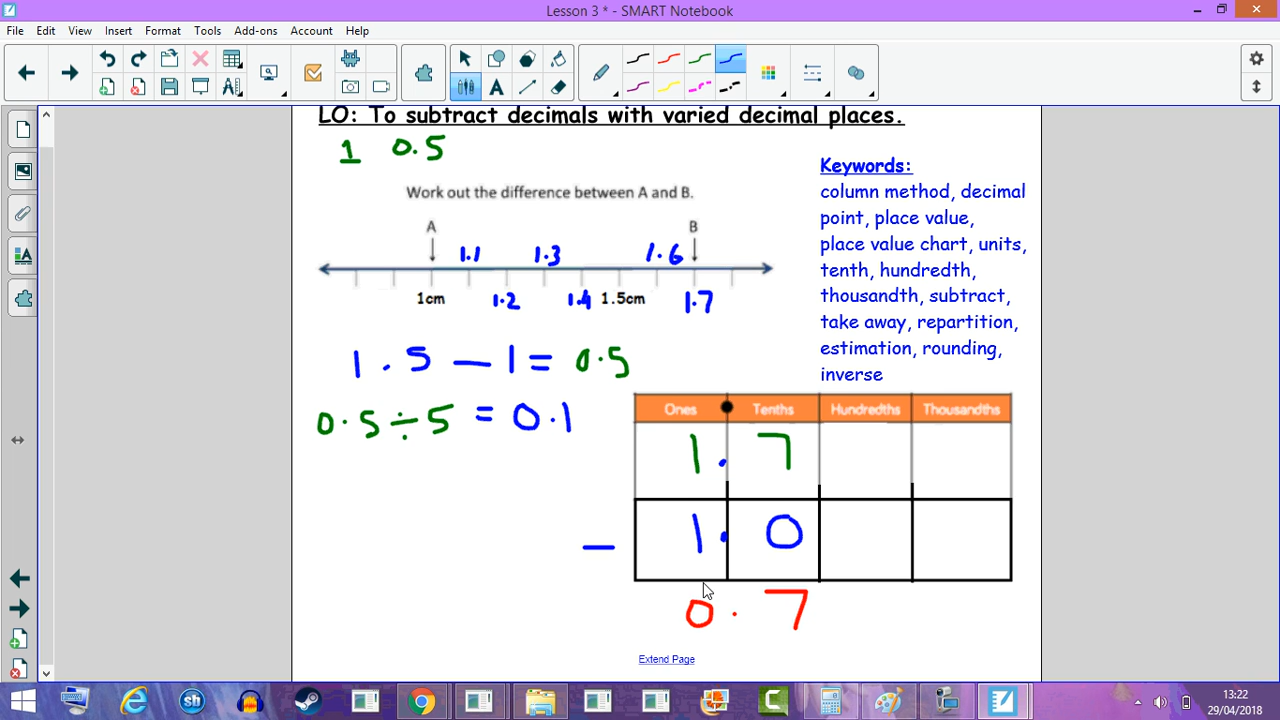 Lesson 3 * - SMART Notebook
File Edit View Insert Format Tools Add-ons Account Help
LO: To subtract decimals with varied decimal places.
1 0.5
Work out the difference between A and B.
A B
1.1 1.3 1.6
1cm 1.2 1.4 1.5cm 1.7
1.5 — 1 = 0.5
0.5 ÷ 5 = 0.1
Keywords:
column method, decimal
point, place value,
place value chart, units,
tenth, hundredth,
thousandth, subtract,
take away, repartition,
estimation, rounding,
inverse
Ones Tenths Hundredths Thousandths
1 . 7
— 1 . 0
0 . 7
Extend Page
13:22
29/04/2018